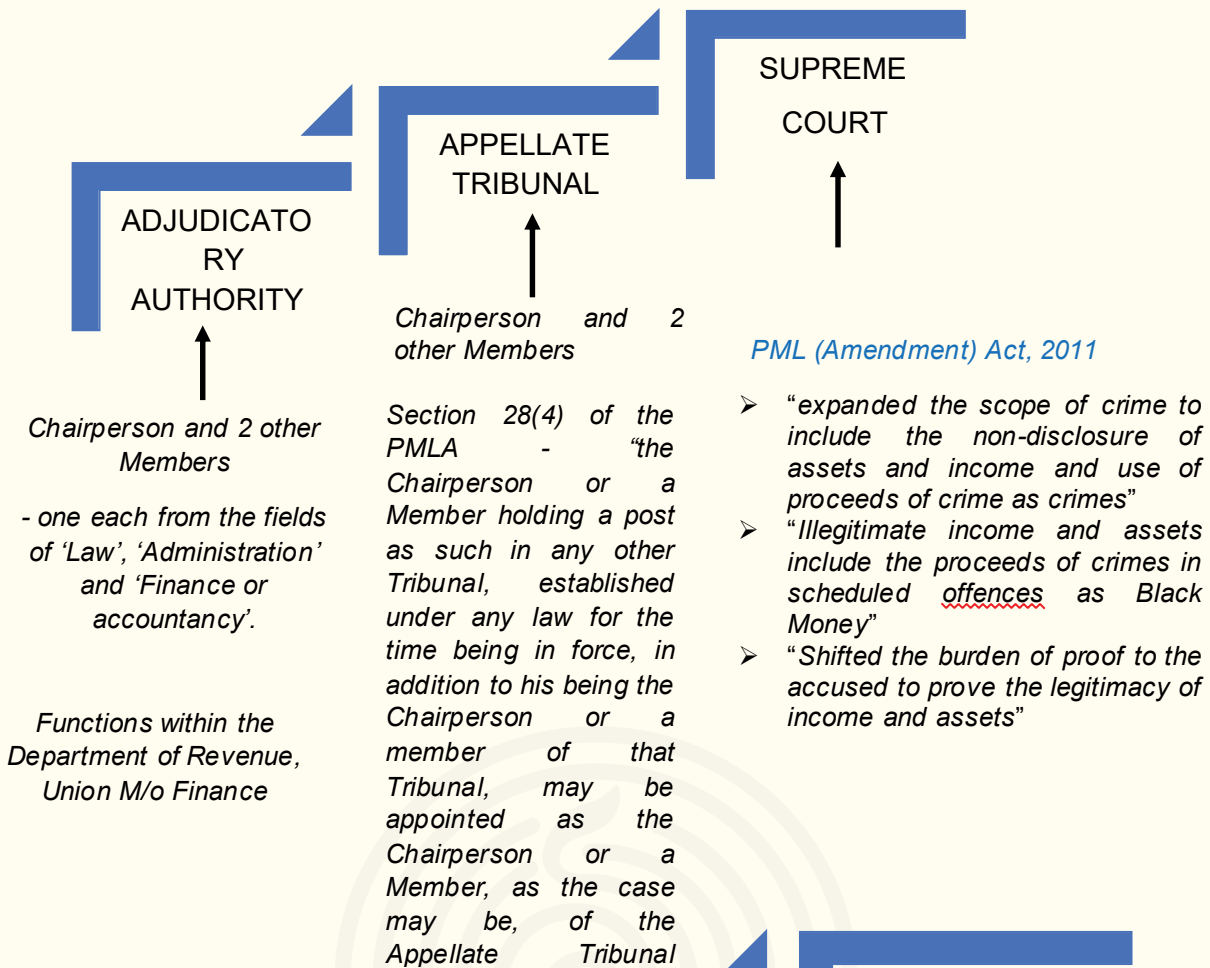 ADJUDICATO
RY
AUTHORITY
Chairperson and 2 other
Members
- one each from the fields
of ‘Law’, ‘Administration’
and ‘Finance or
accountancy’.
Functions within the
Department of Revenue,
Union M/o Finance
APPELLATE
TRIBUNAL
Chairperson and 2
other Members
Section 28(4) of the
PMLA - “the
Chairperson or a
Member holding a post
as such in any other
Tribunal, established
under any law for the
time being in force, in
addition to his being the
Chairperson or a
member of that
Tribunal, may be
appointed as the
Chairperson or a
Member, as the case
may be, of the
Appellate Tribunal
SUPREME
COURT
PML (Amendment) Act, 2011
➢ “expanded the scope of crime to
include the non-disclosure of
assets and income and use of
proceeds of crime as crimes”
➢ “Illegitimate income and assets
include the proceeds of crimes in
scheduled offences as Black
Money”
➢ “Shifted the burden of proof to the
accused to prove the legitimacy of
income and assets”